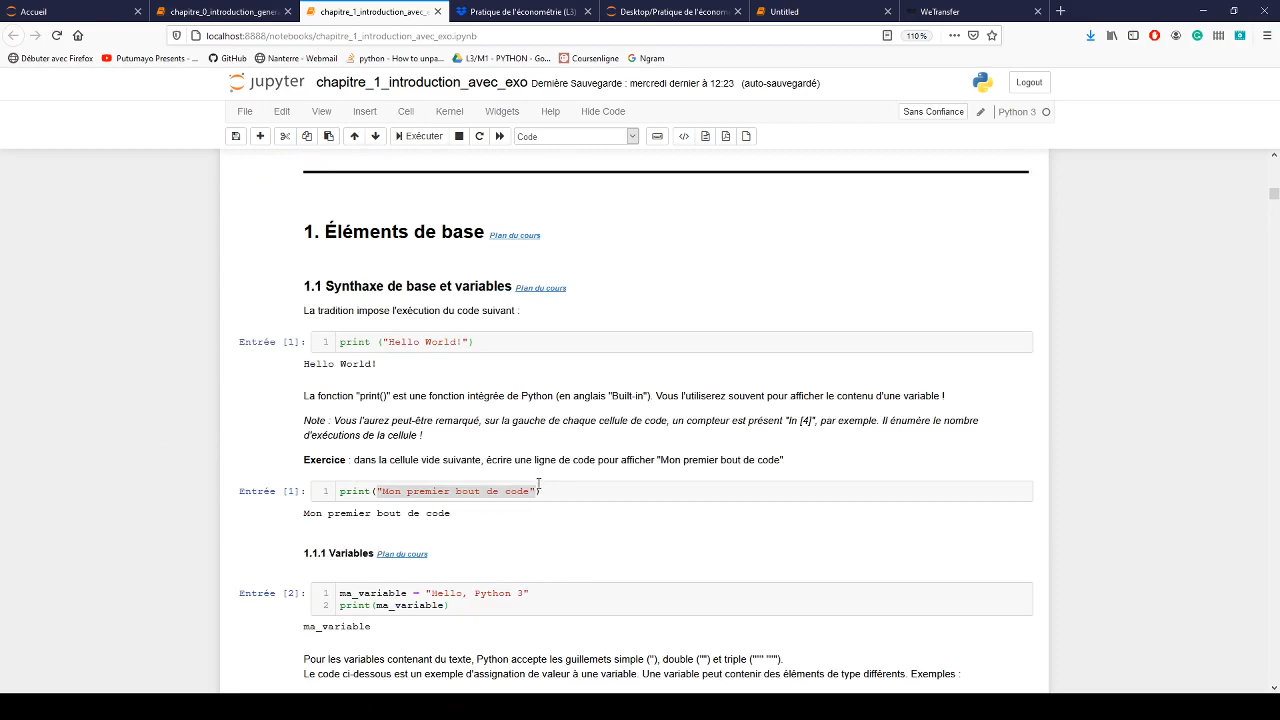 Accueil
chapitre_0_introduction_gener
chapitre_1_introduction_avec_e
Pratique de l'économétrie (L3)
Desktop/Pratique de l'économ
Untitled
WeTransfer
localhost:8888/notebooks/chapitre_1_introduction_avec_exo.ipynb
110 %
Débuter avec Firefox
Putumayo Presents - ...
GitHub
Nanterre - Webmail
python - How to unpa...
L3/M1 - PYTHON - Go...
Coursenligne
Ngram
jupyter chapitre_1_introduction_avec_exo Dernière Sauvegarde : mercredi dernier à 12:23 (auto-sauvegardé)
Logout
File Edit View Insert Cell Kernel Widgets Help Hide Code
Sans Confiance
Python 3
Exécuter
Code
1. Éléments de base Plan du cours
1.1 Synthaxe de base et variables Plan du cours
La tradition impose l'exécution du code suivant :
Entrée [1]: 1 print ("Hello World!")
Hello World!
La fonction "print()" est une fonction intégrée de Python (en anglais "Built-in"). Vous l'utiliserez souvent pour afficher le contenu d'une variable !
Note : Vous l'aurez peut-être remarqué, sur la gauche de chaque cellule de code, un compteur est présent "In [4]", par exemple. Il énumère le nombre
d'exécutions de la cellule !
Exercice : dans la cellule vide suivante, écrire une ligne de code pour afficher "Mon premier bout de code"
Entrée [1]: 1 print("Mon premier bout de code")
Mon premier bout de code
1.1.1 Variables Plan du cours
Entrée [2]: 1 ma_variable = "Hello, Python 3"
2 print(ma_variable)
ma_variable
Pour les variables contenant du texte, Python accepte les guillemets simple (''), double ("") et triple (""" """).
Le code ci-dessous est un exemple d'assignation de valeur à une variable. Une variable peut contenir des éléments de type différents. Exemples :